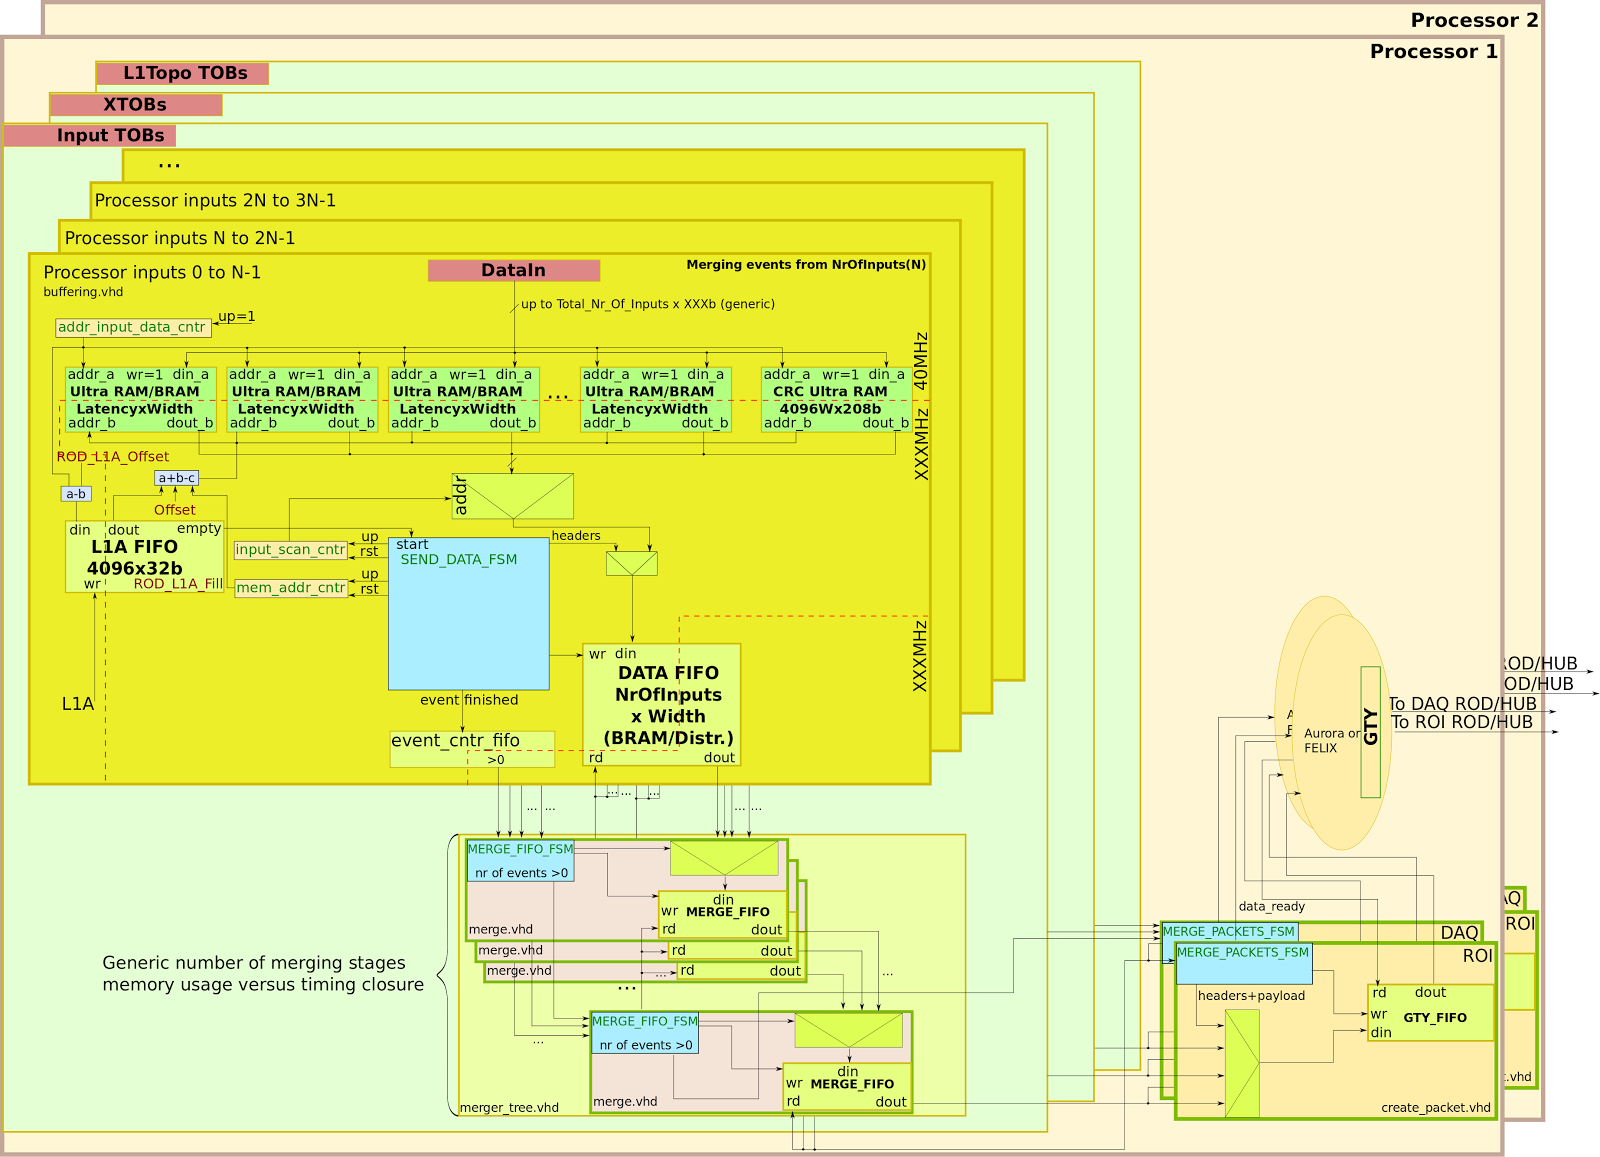 Processor 2
Processor 1
L1Topo TOBs
XTOBs
Input TOBs
...
Processor inputs 2N to 3N-1
Processor inputs N to 2N-1
Processor inputs 0 to N-1
buffering.vhd
DataIn
Merging events from NrOfInputs(N)
up to Total_Nr_Of_Inputs x XXXb (generic)
addr_input_data_cntr
up=1
40MHz
addr_a wr=1 din_a
Ultra RAM/BRAM
LatencyxWidth
addr_b dout_b
addr_a wr=1 din_a
Ultra RAM/BRAM
LatencyxWidth
addr_b dout_b
addr_a wr=1 din_a
Ultra RAM/BRAM
LatencyxWidth
addr_b dout_b
...
addr_a wr=1 din_a
Ultra RAM/BRAM
LatencyxWidth
addr_b dout_b
addr_a wr=1 din_a
CRC Ultra RAM
4096Wx208b
addr_b dout_b
XXXMHz
ROD_L1A_Offset
a-b
a+b-c
Offset
addr
din dout empty
L1A FIFO
4096x32b
wr ROD_L1A_Fill
L1A
input_scan_cntr
up
rst
mem_addr_cntr
up
rst
start
SEND_DATA_FSM
headers
event finished
event_cntr_fifo
>0
wr din
DATA FIFO
NrOfInputs
x Width
(BRAM/Distr.)
rd dout
XXXMHz
... ...
... ...
...
... ...
MERGE_FIFO_FSM
nr of events >0
din
wr MERGE_FIFO
rd dout
merge.vhd
merge.vhd
rd dout
merge.vhd
... rd dout
...
...
Generic number of merging stages
memory usage versus timing closure
MERGE_FIFO_FSM
nr of events >0
...
din
wr MERGE_FIFO
rd dout
merge.vhd
merger_tree.vhd
A
F
Aurora or
FELIX
GTY
ROD/HUB
OD/HUB
To DAQ ROD/HUB
To ROI ROD/HUB
data_ready
MERGE_PACKETS_FSM
DAQ
MERGE_PACKETS_FSM
ROI
headers+payload
rd dout
wr GTY_FIFO
din
create_packet.vhd
AQ
ROI
t.vhd